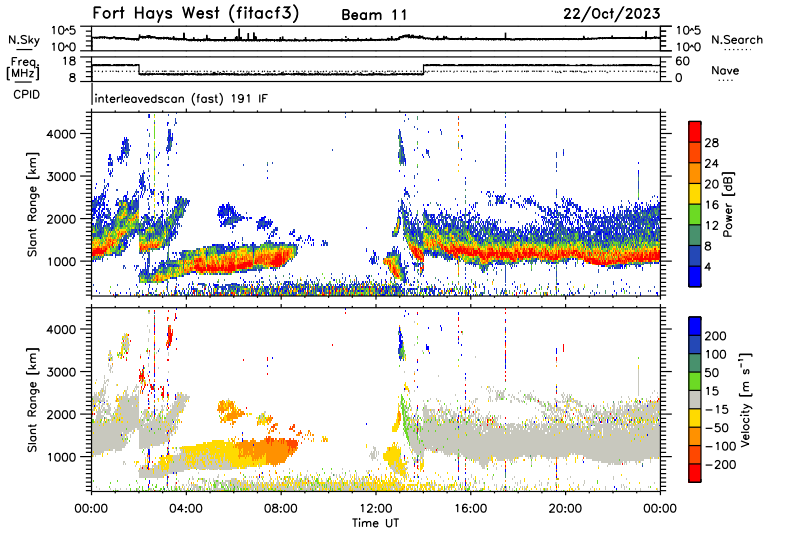 Fort Hays West (fitacf3) Beam 11 22/Oct/2023
N.Sky 10^5 10^0 10^5 10^0 N.Search
Freq. [MHz] 18 8 60 0 Nave
CPID interleavedscan (fast) 191 IF
Slant Range [km] 4000 3000 2000 1000
Power [dB] 28 24 20 16 12 8 4
Slant Range [km] 4000 3000 2000 1000
Velocity [m s⁻¹] 200 100 50 15 −15 −50 −100 −200
00:00 04:00 08:00 12:00 16:00 20:00 00:00
Time UT